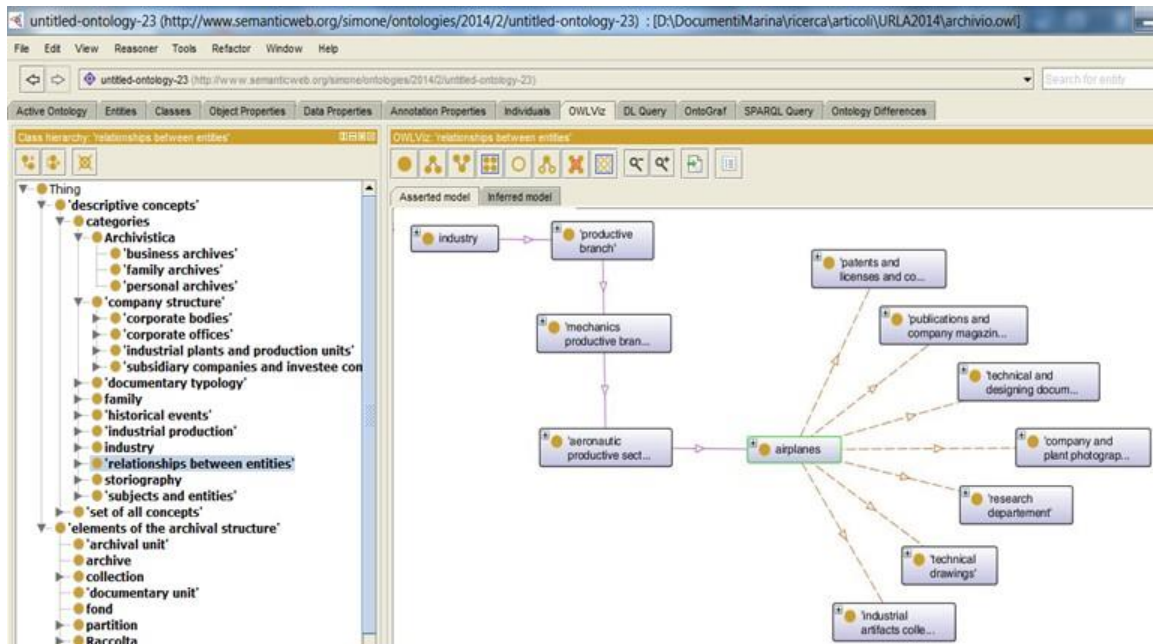 untitled-ontology-23 (http://www.semanticweb.org/simone/ontologies/2014/2/untitled-ontology-23) : [D:\DocumentiMarina\ricerca\articoli\URLA2014\archivio.owl]
File Edit View Reasoner Tools Refactor Window Help
untitled-ontology-23 (http://www.semanticweb.org/simone/ontologies/2014/2/untitled-ontology-23)
Search for entity
Active Ontology Entities Classes Object Properties Data Properties Annotation Properties Individuals OWLViz DL Query OntoGraf SPARQL Query Ontology Differences
Class hierarchy: 'relationships between entities'
Thing
'descriptive concepts'
categories
Archivistica
'business archives'
'family archives'
'personal archives'
'company structure'
'corporate bodies'
'corporate offices'
'industrial plants and production units'
'subsidiary companies and investee con
'documentary typology'
family
'historical events'
'industrial production'
industry
'relationships between entities'
storiography
'subjects and entities'
'set of all concepts'
'elements of the archival structure'
'archival unit'
archive
collection
'documentary unit'
fond
partition
Raccolta
OWLViz: 'relationships between entities'
Asserted model Inferred model
industry
'productive
branch'
'mechanics
productive bran...
'aeronautic
productive sect...
airplanes
'patents and
licenses and co...
'publications and
company magazin...
'technical and
designing docum...
'company and
plant photograp...
'research
departement'
'technical
drawings'
'industrial
artifacts colle...